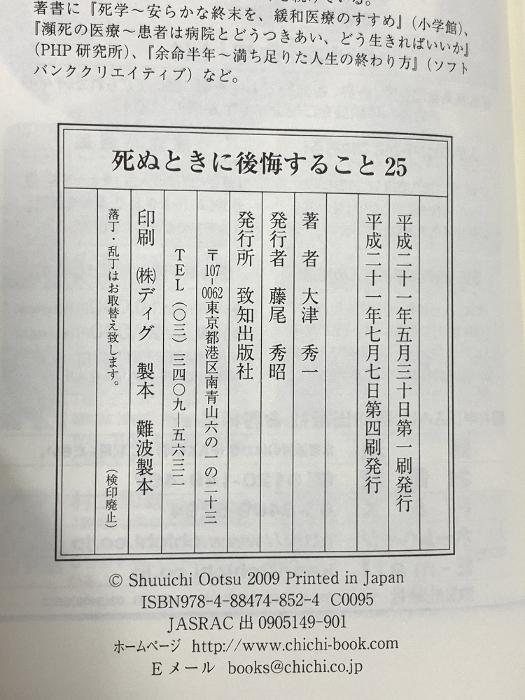 著書に『死学〜安らかな終末を、緩和医療のすすめ』(小学館)、
『瀕死の医療〜患者は病院とどうつきあい、どう生きればいいか』
(PHP研究所)、『余命半年〜満ち足りた人生の終わり方』(ソフト
バンククリエイティブ)など。
死ぬときに後悔すること25
平成二十一年五月三十日第一刷発行
平成二十一年七月七日第四刷発行
著 者 大津 秀一
発行者 藤尾 秀昭
発行所 致知出版社
〒107-0062東京都港区南青山六の一の二十三
TEL(〇三)三四〇九―五六三二
印刷 ㈱ディグ 製本 難波製本
落丁・乱丁はお取替え致します。 (検印廃止)
© Shuuichi Ootsu 2009 Printed in Japan
ISBN978-4-88474-852-4 C0095
JASRAC 出 0905149-901
ホームページ http://www.chichi-book.com
Eメール books@chichi.co.jp